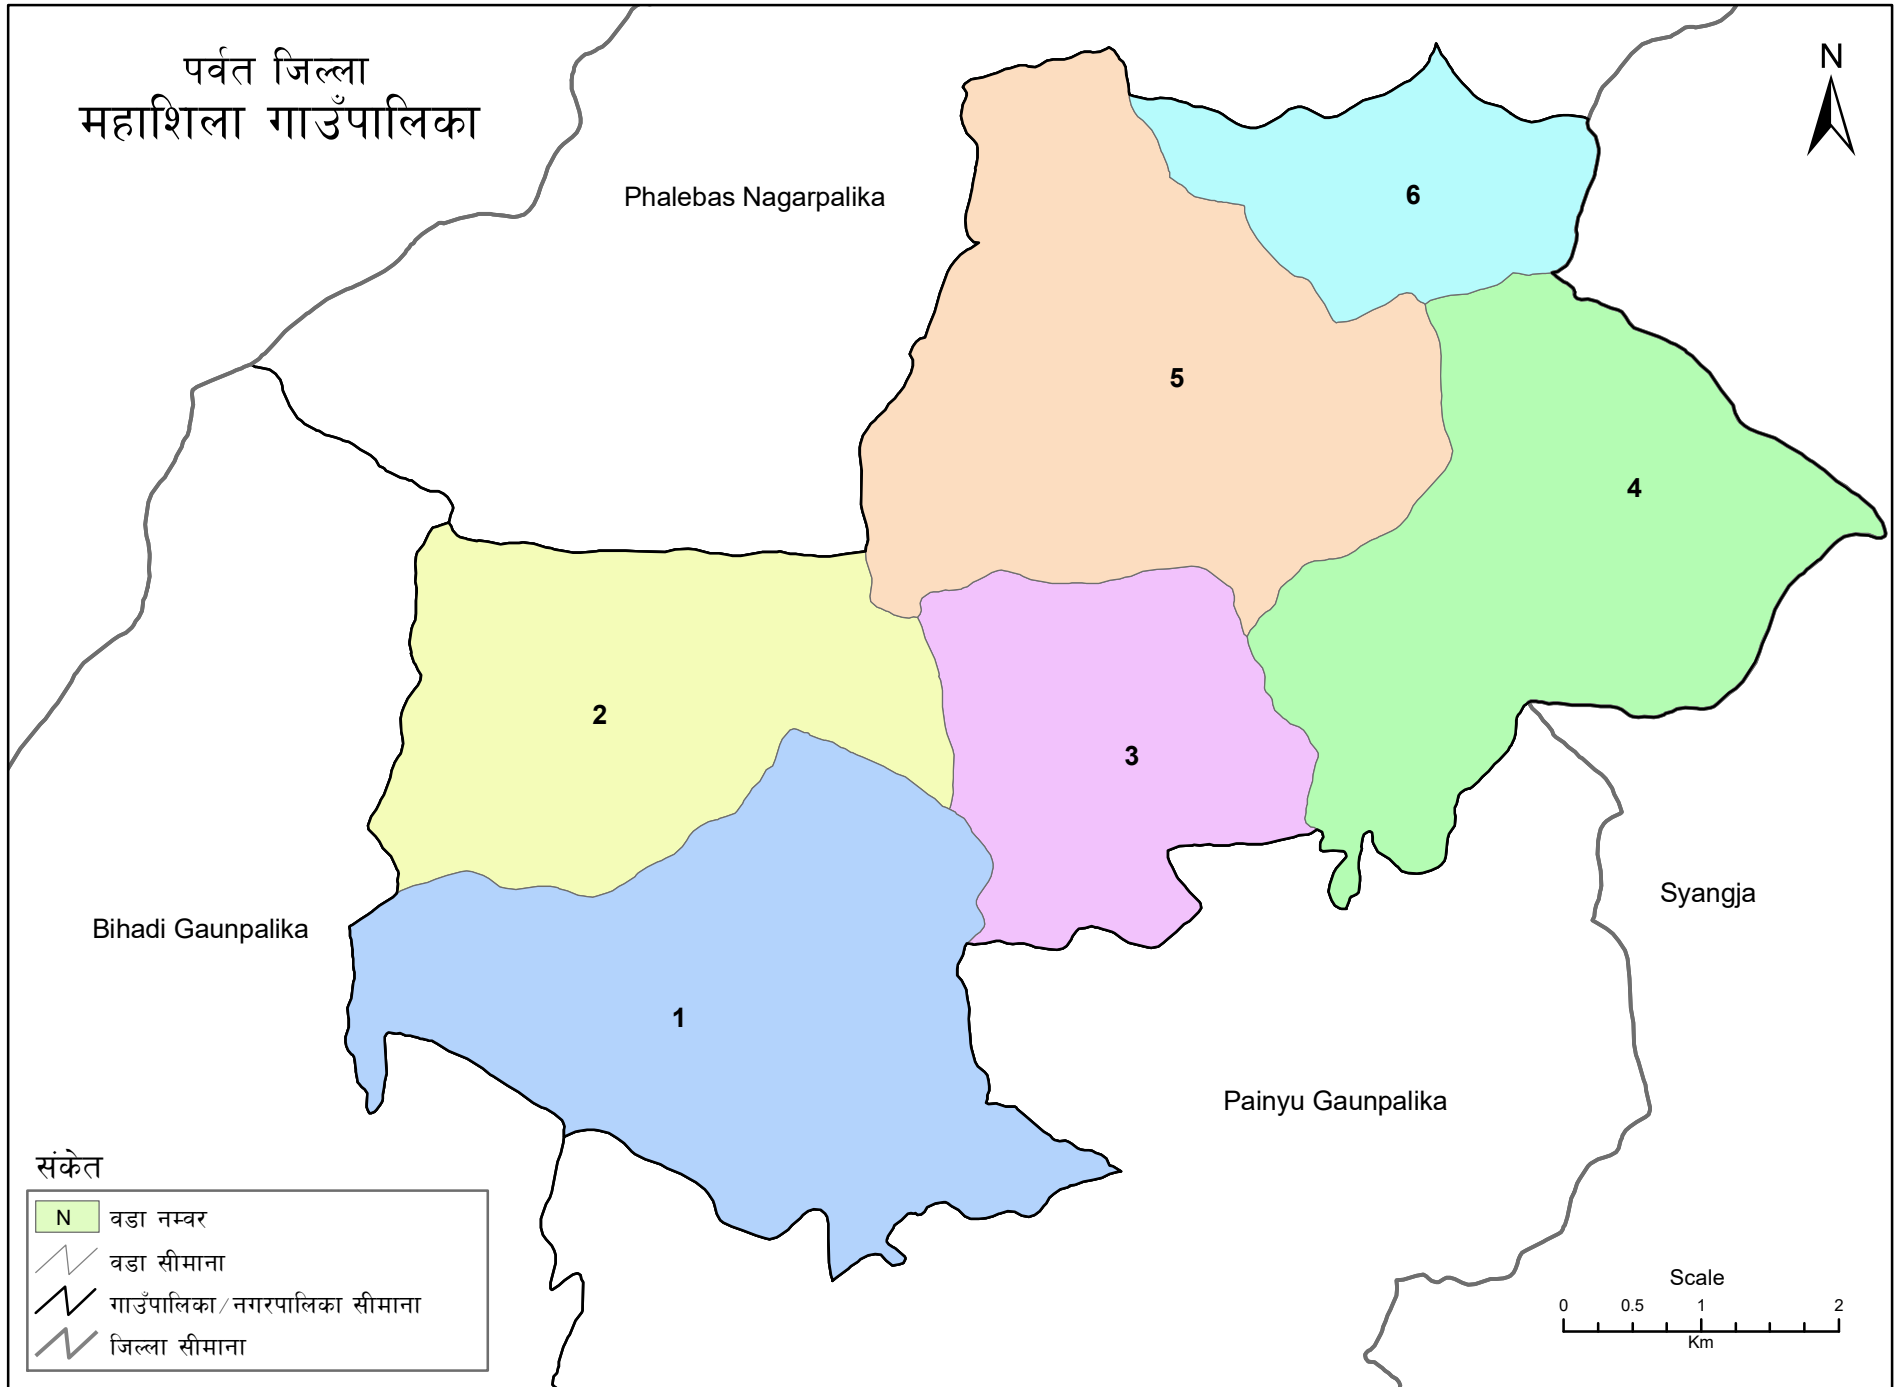 पर्वत जिल्ला
महाशिला गाउँपालिका
N
Phalebas Nagarpalika
6
5
4
2
3
Syangja
Bihadi Gaunpalika
1
Painyu Gaunpalika
संकेत
N वडा नम्वर
वडा सीमाना
गाउँपालिका/नगरपालिका सीमाना
जिल्ला सीमाना
Scale
0 0.5 1 2
Km